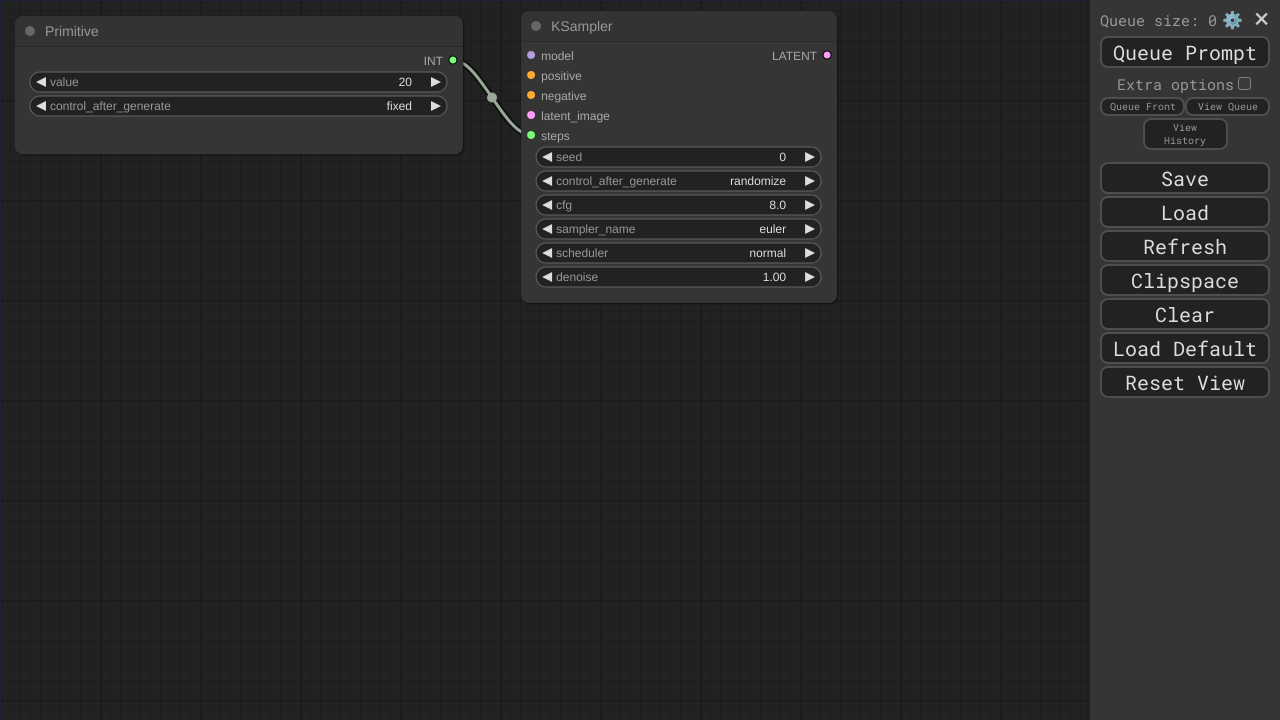 Primitive
INT
value 20
control_after_generate fixed
KSampler
model LATENT
positive
negative
latent_image
steps
seed 0
control_after_generate randomize
cfg 8.0
sampler_name euler
scheduler normal
denoise 1.00
Queue size: 0
Queue Prompt
Extra options
Queue Front View Queue
View
History
Save
Load
Refresh
Clipspace
Clear
Load Default
Reset View